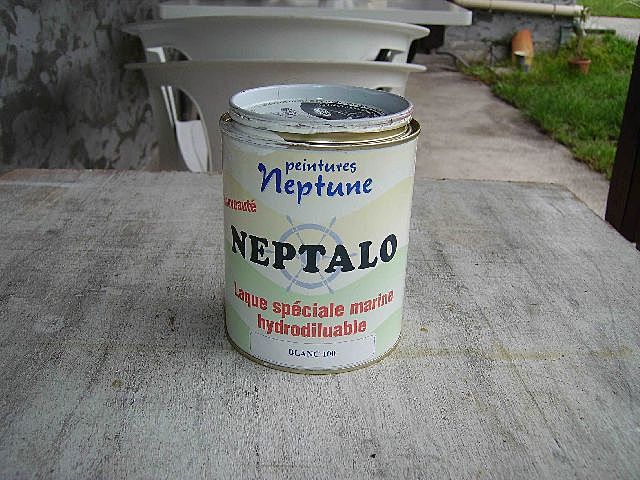 peintures
Neptune
NEPTALO
Laque spéciale marine
hydrodiluable
BLANC 100